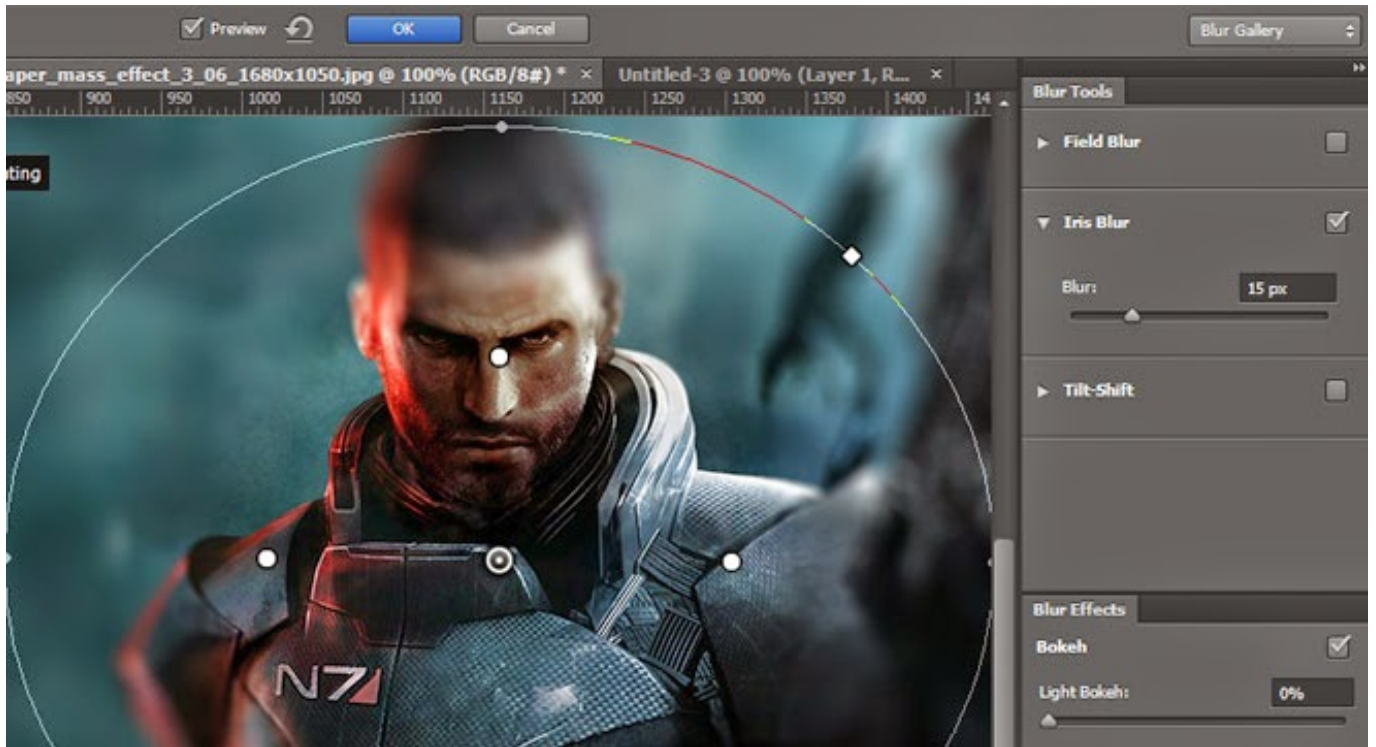 Preview OK Cancel Blur Gallery
aper_mass_effect_3_06_1680x1050.jpg @ 100% (RGB/8#) * × Untitled-3 @ 100% (Layer 1, R... ×
850 900 950 1000 1050 1100 1150 1200 1250 1300 1350 1400 14
Blur Tools
Field Blur
uting
Iris Blur
Blur: 15 px
Tilt-Shift
Blur Effects
Bokeh
N7
Light Bokeh: 0%